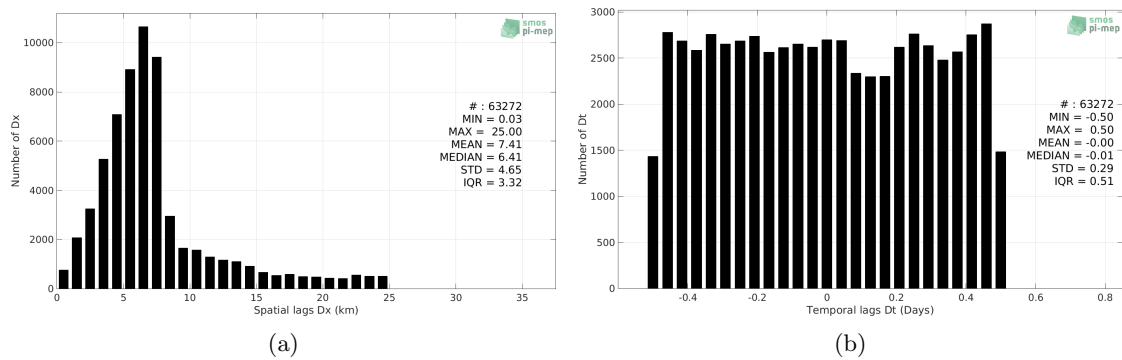 smos
pi-mep
10000
8000
6000
4000
2000
0
Number of Dx
# : 63272
MIN = 0.03
MAX = 25.00
MEAN = 7.41
MEDIAN = 6.41
STD = 4.65
IQR = 3.32
0 5 10 15 20 25 30 35
Spatial lags Dx (km)
(a)
smos
pi-mep
3000
2500
2000
1500
1000
500
0
Number of Dt
# : 63272
MIN = -0.50
MAX = 0.50
MEAN = -0.00
MEDIAN = -0.01
STD = 0.29
IQR = 0.51
-0.4 -0.2 0 0.2 0.4 0.6 0.8
Temporal lags Dt (Days)
(b)